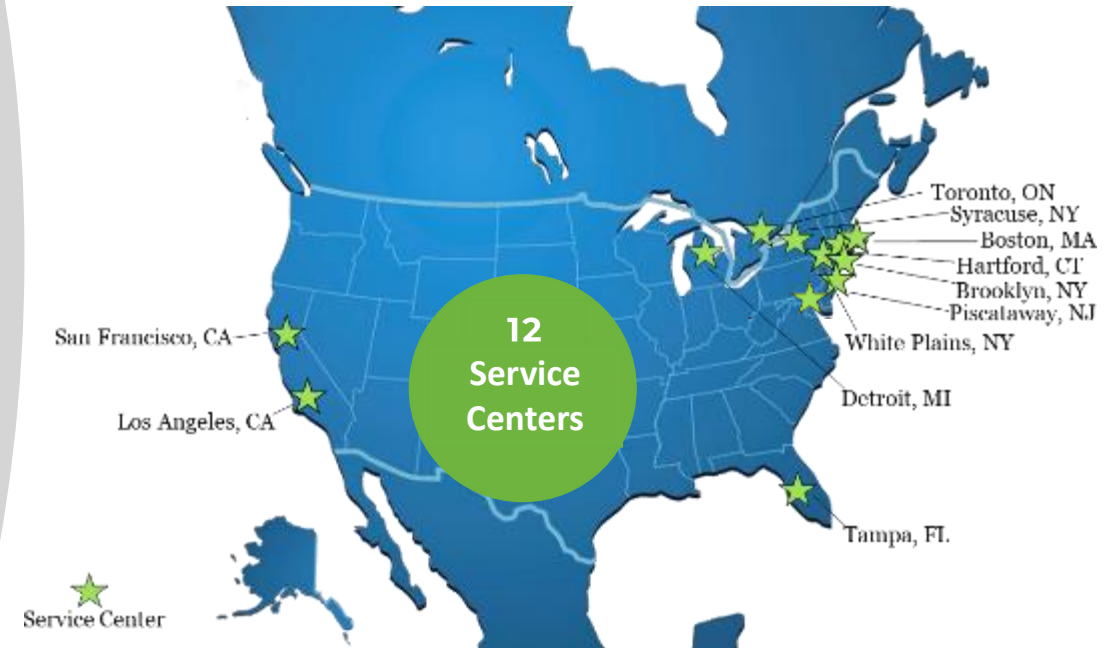 Toronto, ON
Syracuse, NY
Boston, MA
Hartford, CT
Brooklyn, NY
Piscataway, NJ
White Plains, NY
San Francisco, CA
12
Service
Centers
Detroit, MI
Los Angeles, CA
Tampa, FL
Service Center